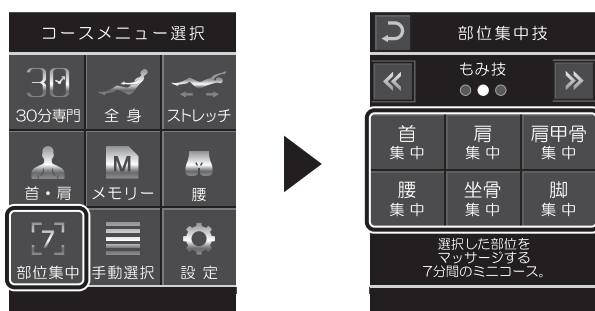 コースメニュー選択
30
30分専門
全身
ストレッチ
首・肩
M
メモリー
腰
7
部位集中
手動選択
設定
部位集中技
もみ技
首
集中
肩
集中
肩甲骨
集中
腰
集中
坐骨
集中
脚
集中
選択した部位を
マッサージする
7分間のミニコース。